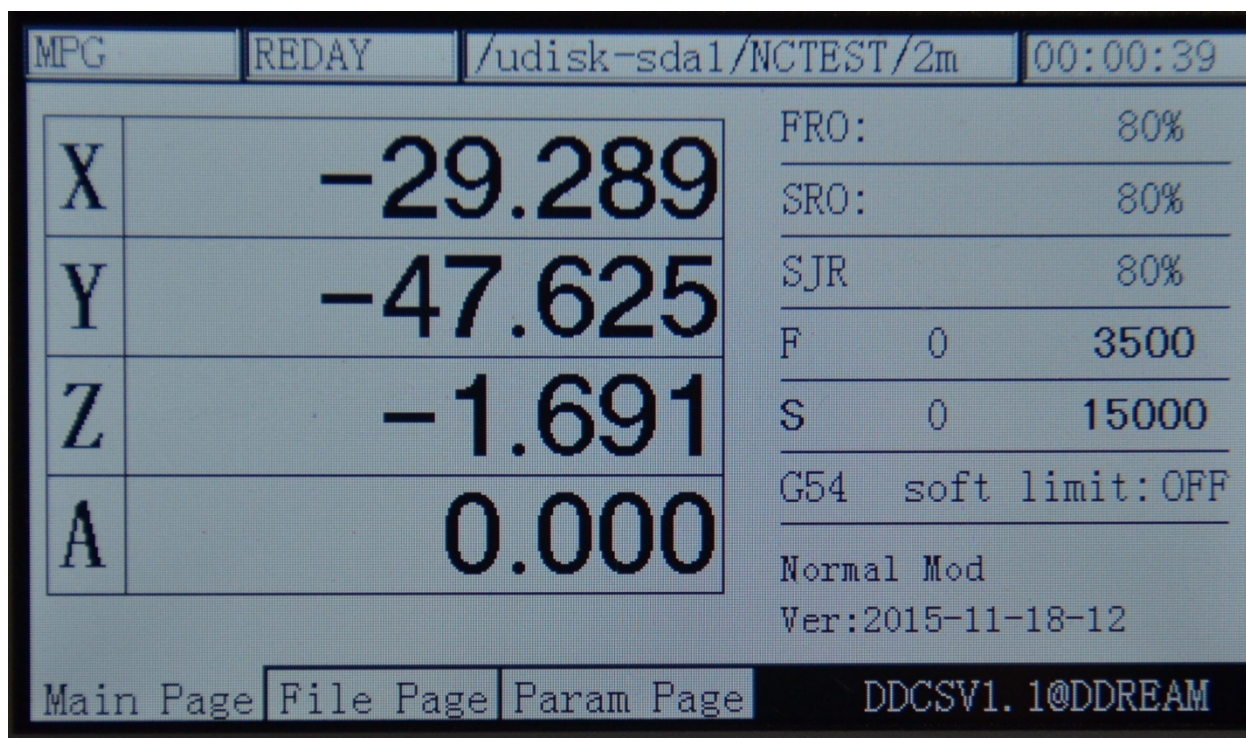 MPG REDAY /udisk-sda1/NCTEST/2m 00:00:39
X -29.289
Y -47.625
Z -1.691
A 0.000
FRO: 80%
SRO: 80%
SJR 80%
F 0 3500
S 0 15000
G54 soft limit:OFF
Normal Mod
Ver:2015-11-18-12
Main Page File Page Param Page DDCSV1.1@DDREAM